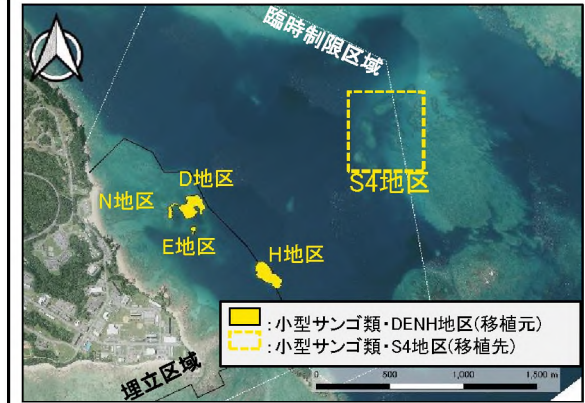 臨時制限区域
S4地区
D地区
N地区
E地区
H地区
埋立区域
:小型サンゴ類・DENH地区(移植元)
:小型サンゴ類・S4地区(移植先)
0 500 1,000 1,500 m